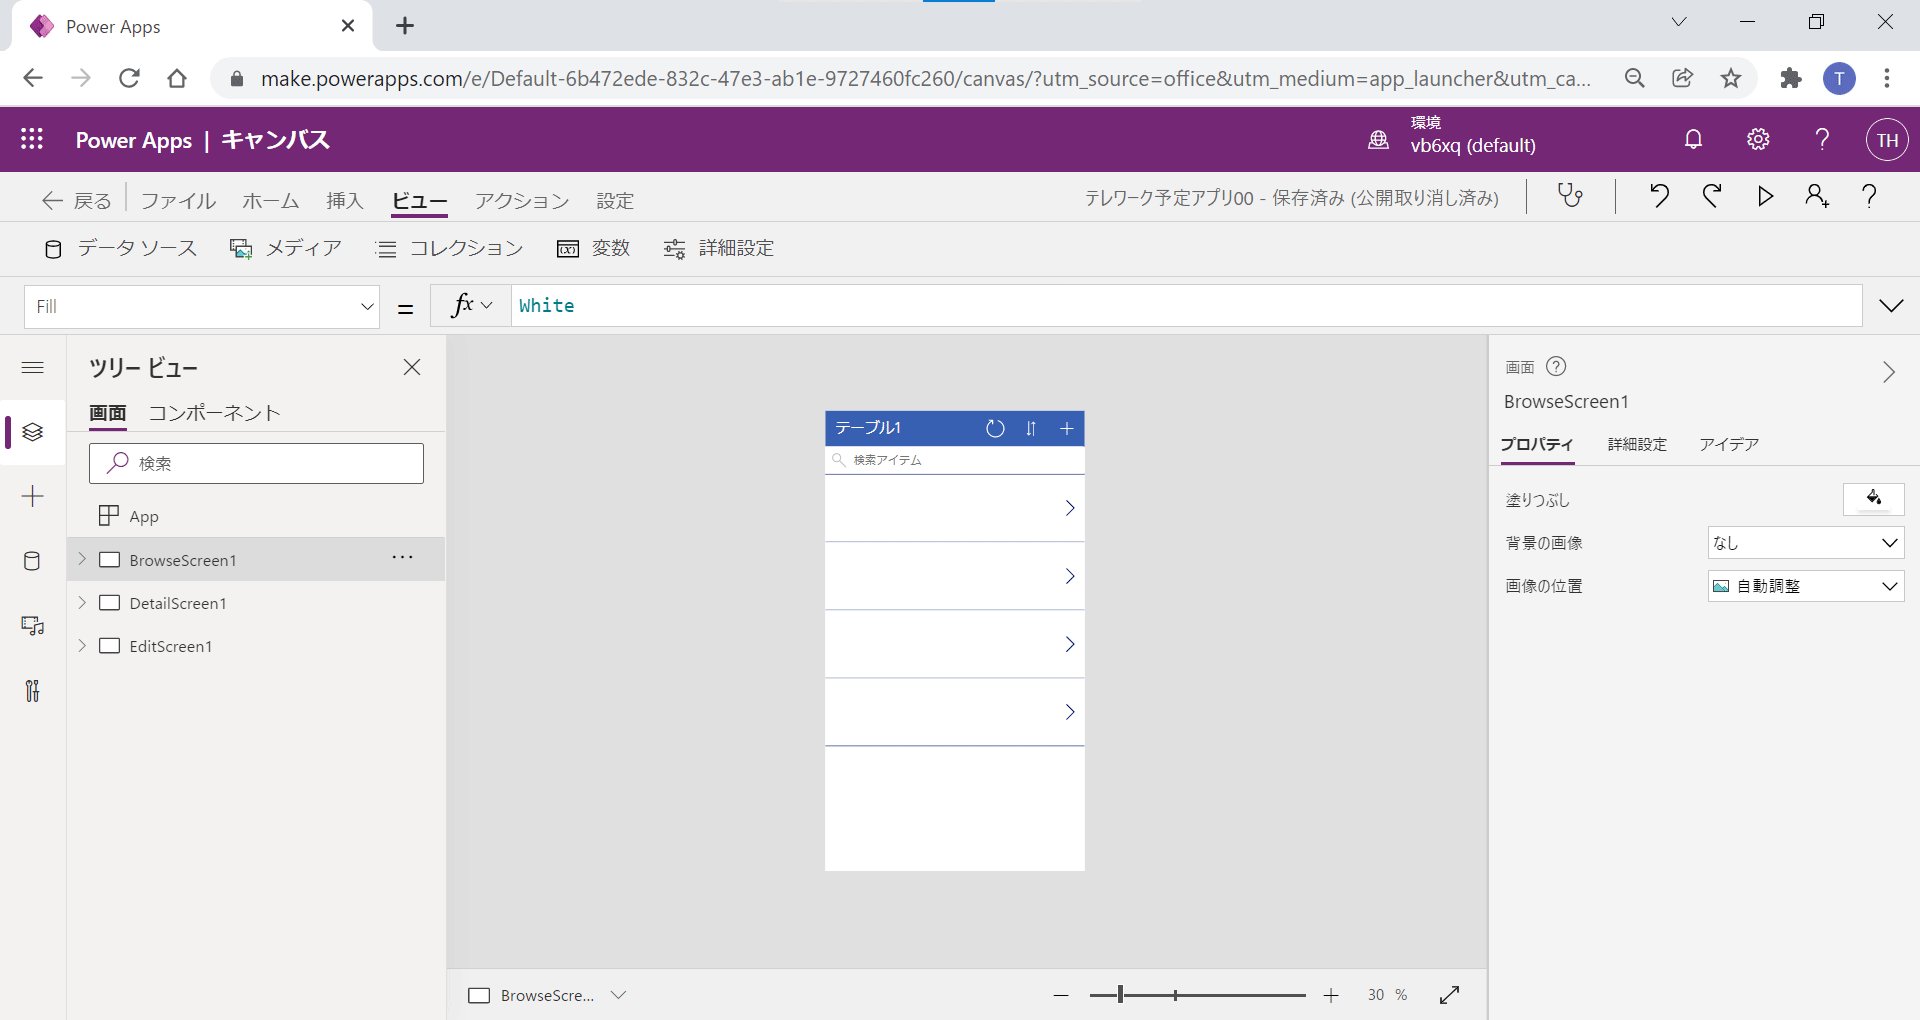 Power Apps
make.powerapps.com/e/Default-6b472ede-832c-47e3-ab1e-9727460fc260/canvas/?utm_source=office&utm_medium=app_launcher&utm_ca...
T
Power Apps | キャンバス
環境
vb6xq (default)
TH
戻る ファイル ホーム 挿入 ビュー アクション 設定
テレワーク予定アプリ00 - 保存済み (公開取り消し済み)
データ ソース メディア コレクション 変数 詳細設定
Fill = fx White
ツリー ビュー
画面 コンポーネント
検索
App
BrowseScreen1
DetailScreen1
EditScreen1
テーブル1
検索アイテム
画面
BrowseScreen1
プロパティ 詳細設定 アイデア
塗りつぶし
背景の画像 なし
画像の位置 自動調整
BrowseScre...
30 %